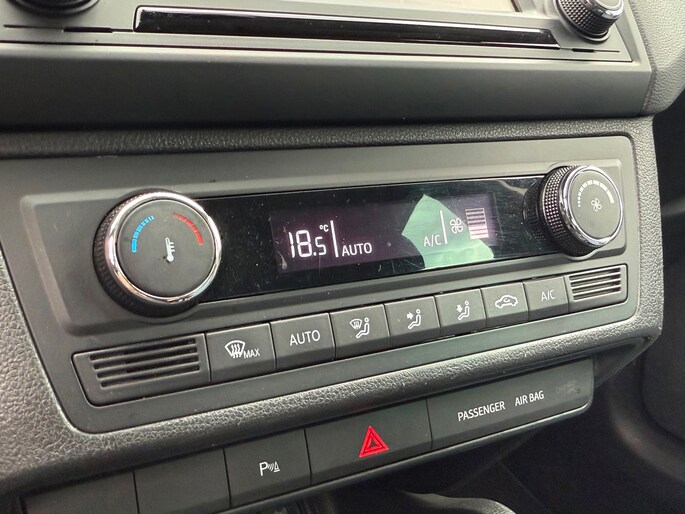 18.5 °C AUTO A/C
MAX AUTO A/C
PASSENGER AIR BAG
P